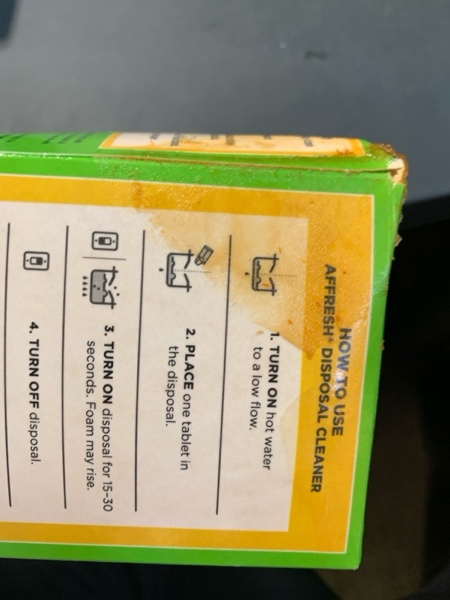 HOW TO USE
AFFRESH® DISPOSAL CLEANER
1. TURN ON hot water
to a low flow.
2. PLACE one tablet in
the disposal.
3. TURN ON disposal for 15-30
seconds. Foam may rise.
4. TURN OFF disposal.